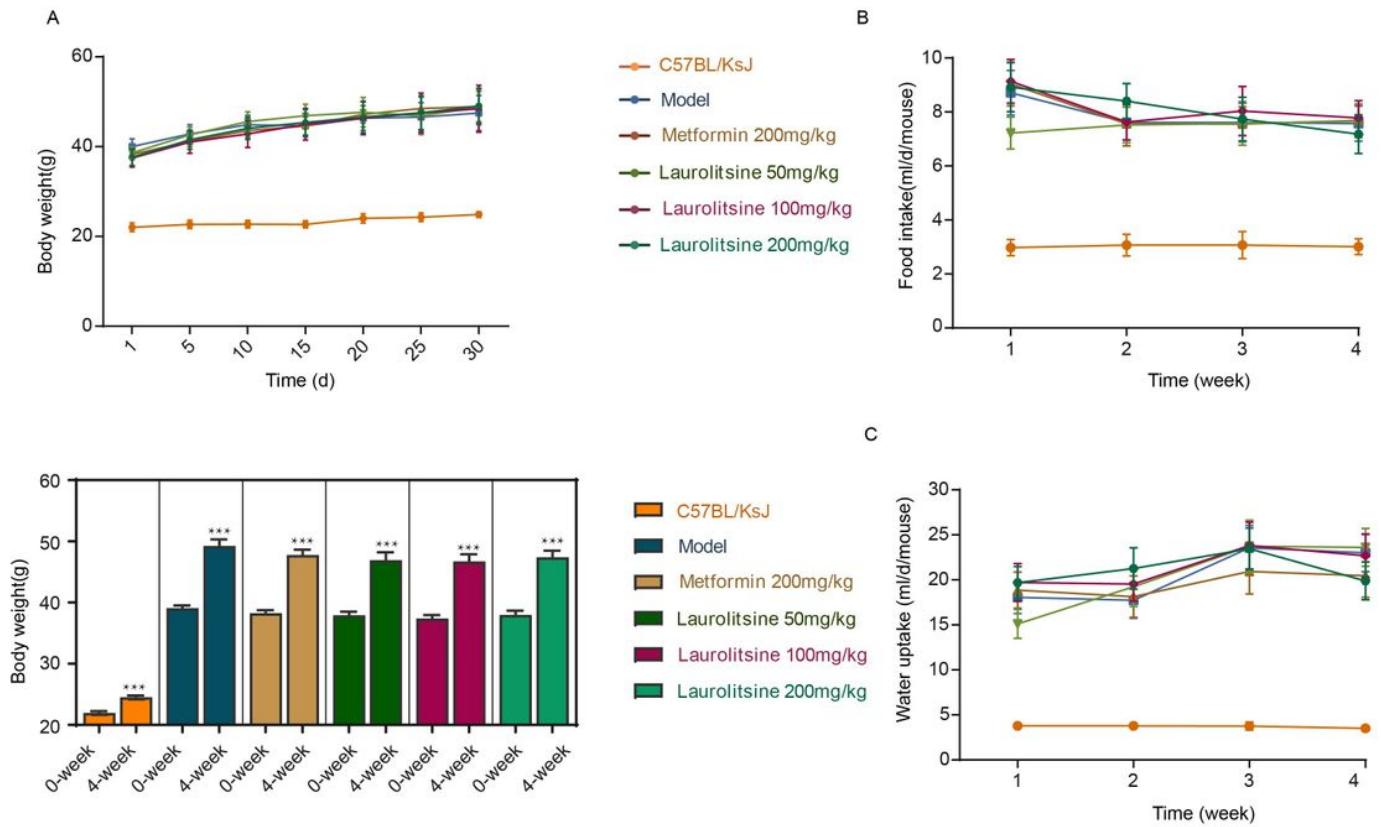 A
Body weight(g)
60
40
20
0
1
5
10
15
20
25
30
Time (d)
C57BL/KsJ
Model
Metformin 200mg/kg
Laurolitsine 50mg/kg
Laurolitsine 100mg/kg
Laurolitsine 200mg/kg
B
Food intake(ml/d/mouse)
10
8
6
4
2
0
1
2
3
4
Time (week)
Body weight(g)
60
50
40
30
20
***
***
***
***
***
***
0-week
4-week
0-week
4-week
0-week
4-week
0-week
4-week
0-week
4-week
0-week
4-week
C57BL/KsJ
Model
Metformin 200mg/kg
Laurolitsine 50mg/kg
Laurolitsine 100mg/kg
Laurolitsine 200mg/kg
C
Water uptake (ml/d/mouse)
30
25
20
15
10
5
0
1
2
3
4
Time (week)